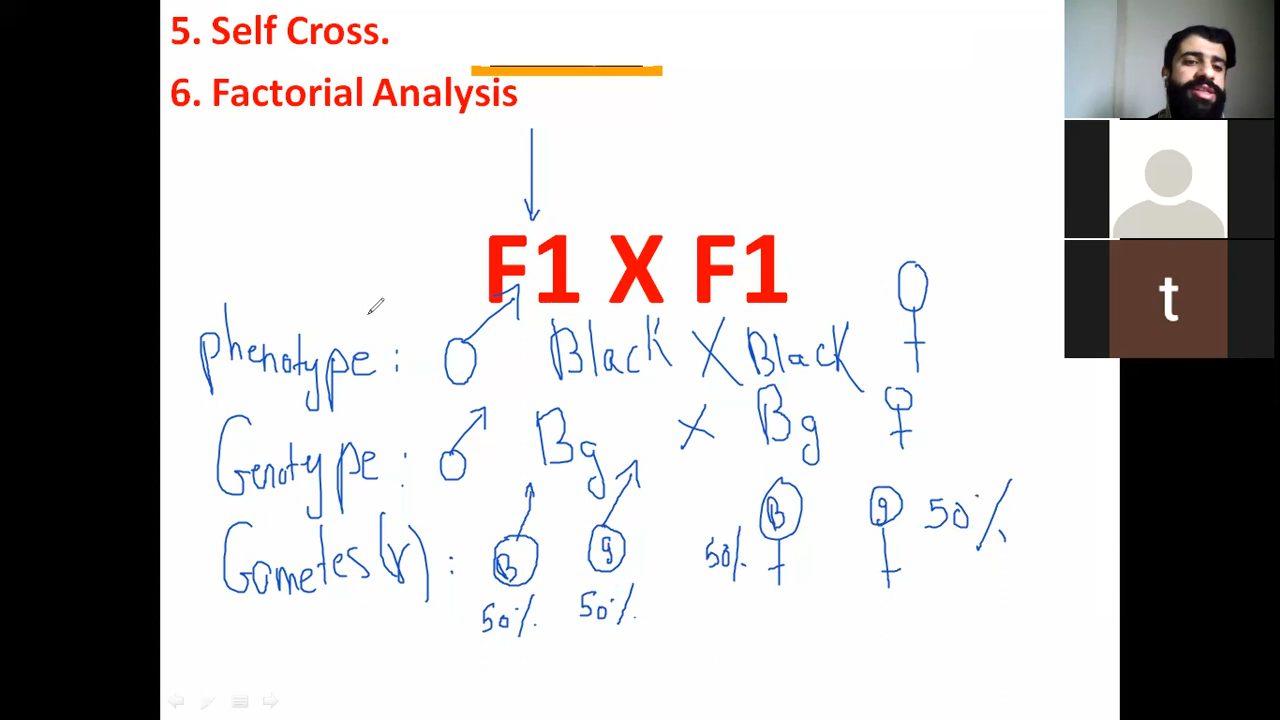 5. Self Cross.
6. Factorial Analysis
F1 X F1
phenotype: Black X Black
Genotype: Bg X Bg
Gametes(γ): B g B g
50% 50% 50% 50%
t